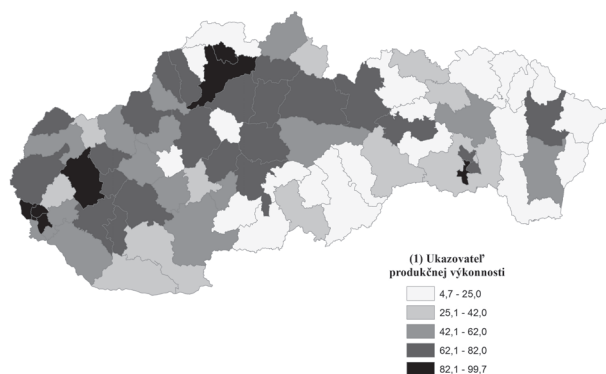 (1) Ukazovateľ
produkčnej výkonnosti
4,7 - 25,0
25,1 - 42,0
42,1 - 62,0
62,1 - 82,0
82,1 - 99,7